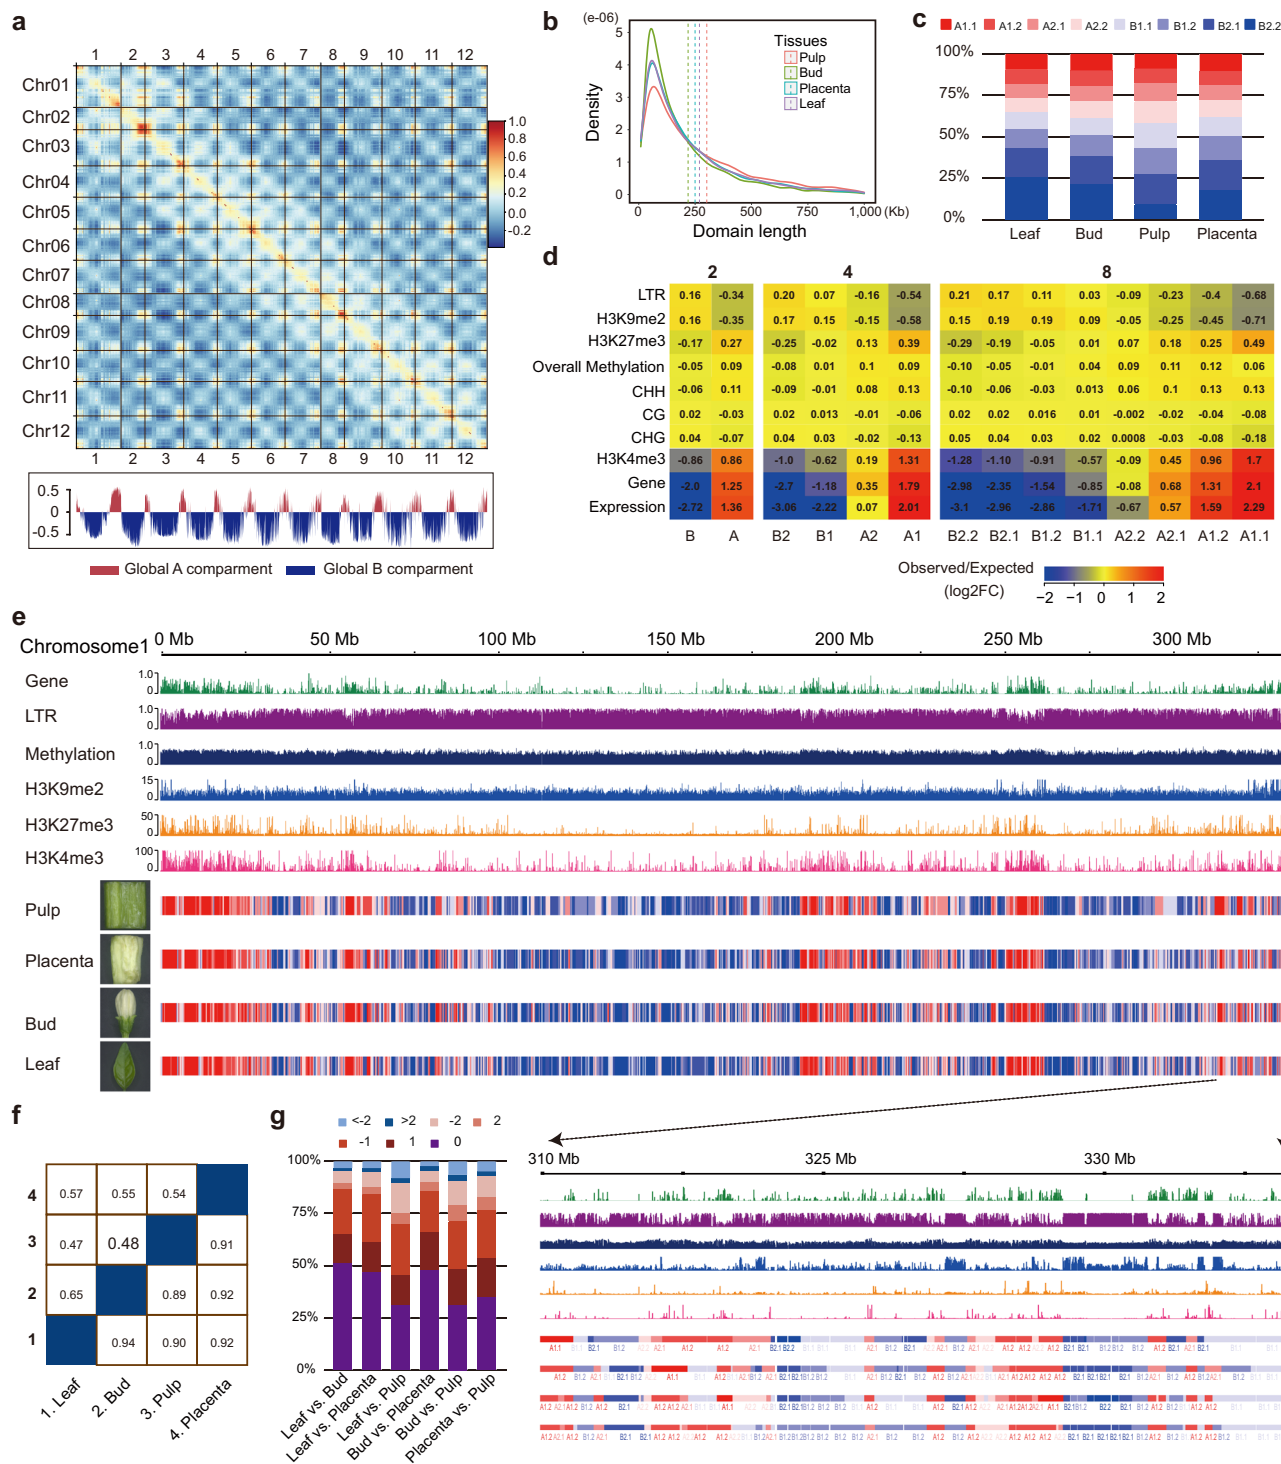 a
1 2 3 4 5 6 7 8 9 10 11 12
Chr01
Chr02
Chr03
Chr04
Chr05
Chr06
Chr07
Chr08
Chr09
Chr10
Chr11
Chr12
1 2 3 4 5 6 7 8 9 10 11 12
1.0
0.8
0.6
0.4
0.2
0.0
-0.2
0.5
0
-0.5
Global A comparment
Global B comparment
b
(e-06)
5
4
3
2
1
0
Density
Tissues
Pulp
Bud
Placenta
Leaf
0 250 500 750 1,000 (Kb)
Domain length
c
A1.1 A1.2 A2.1 A2.2 B1.1 B1.2 B2.1 B2.2
100%
75%
50%
25%
0%
Leaf Bud Pulp Placenta
d
2 4 8
LTR 0.16 -0.34 0.20 0.07 -0.16 -0.54 0.21 0.17 0.11 0.03 -0.09 -0.23 -0.4 -0.68
H3K9me2 0.16 -0.35 0.17 0.15 -0.15 -0.58 0.15 0.19 0.19 0.09 -0.05 -0.25 -0.45 -0.71
H3K27me3 -0.17 0.27 -0.25 -0.02 0.13 0.39 -0.29 -0.19 -0.05 0.01 0.07 0.18 0.25 0.49
Overall Methylation -0.05 0.09 -0.08 0.01 0.1 0.09 -0.10 -0.05 -0.01 0.04 0.09 0.11 0.12 0.06
CHH -0.06 0.11 -0.09 -0.01 0.08 0.13 -0.10 -0.06 -0.03 0.013 0.06 0.1 0.13 0.13
CG 0.02 -0.03 0.02 0.013 -0.01 -0.06 0.02 0.02 0.016 0.01 -0.002 -0.02 -0.04 -0.08
CHG 0.04 -0.07 0.04 0.03 -0.02 -0.13 0.05 0.04 0.03 0.02 0.0008 -0.03 -0.08 -0.18
H3K4me3 -0.86 0.86 -1.0 -0.62 0.19 1.31 -1.28 -1.10 -0.91 -0.57 -0.09 0.45 0.96 1.7
Gene -2.0 1.25 -2.7 -1.18 0.35 1.79 -2.98 -2.35 -1.54 -0.85 -0.08 0.68 1.31 2.1
Expression -2.72 1.36 -3.06 -2.22 0.07 2.01 -3.1 -2.96 -2.86 -1.71 -0.67 0.57 1.59 2.29
B A B2 B1 A2 A1 B2.2 B2.1 B1.2 B1.1 A2.2 A2.1 A1.2 A1.1
Observed/Expected
(log2FC)
−2 −1 0 1 2
e
Chromosome1
0 Mb 50 Mb 100 Mb 150 Mb 200 Mb 250 Mb 300 Mb
Gene 1.0 0
LTR 1.0 0
Methylation 1.0 0
H3K9me2 15 0
H3K27me3 50 0
H3K4me3 100 0
Pulp
Placenta
Bud
Leaf
310 Mb 325 Mb 330 Mb
f
4 0.57 0.55 0.54
3 0.47 0.48 0.91
2 0.65 0.89 0.92
1 0.94 0.90 0.92
1. Leaf
2. Bud
3. Pulp
4. Placenta
g
<-2 >2 -2 2
-1 1 0
100%
75%
50%
25%
0%
Leaf vs. Bud
Leaf vs. Placenta
Leaf vs. Pulp
Bud vs. Placenta
Bud vs. Pulp
Placenta vs. Pulp